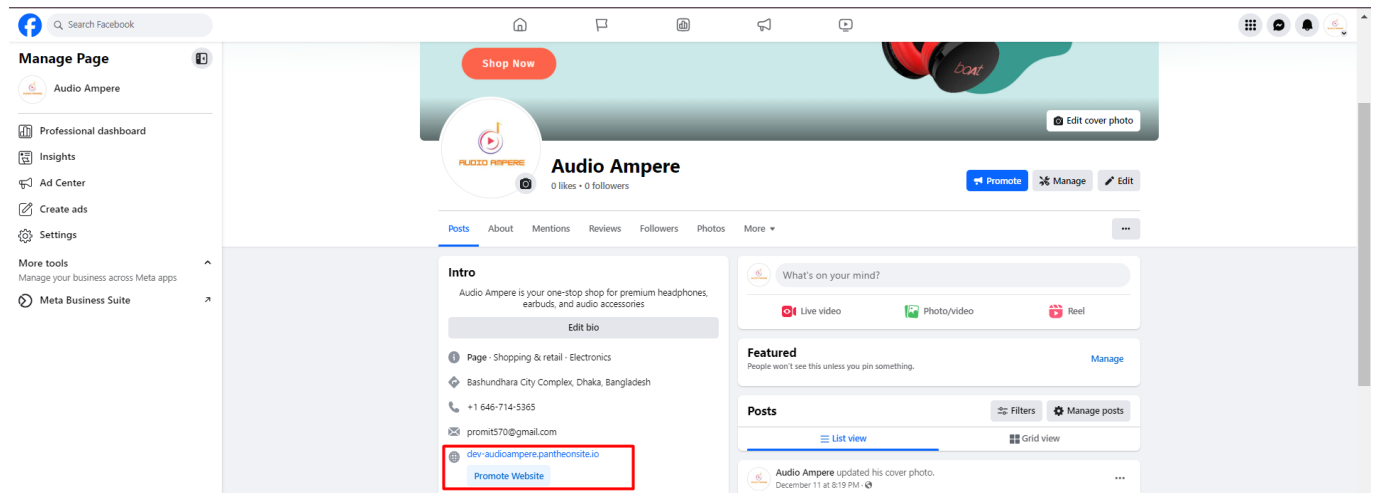 Search Facebook
Manage Page
Audio Ampere
Professional dashboard
Insights
Ad Center
Create ads
Settings
More tools
Manage your business across Meta apps
Meta Business Suite
Shop Now
boAt
Edit cover photo
AUDIO AMPERE
Audio Ampere
0 likes • 0 followers
Promote
Manage
Edit
Posts About Mentions Reviews Followers Photos More
Intro
Audio Ampere is your one-stop shop for premium headphones,
earbuds, and audio accessories
Edit bio
Page · Shopping & retail · Electronics
Bashundhara City Complex, Dhaka, Bangladesh
+1 646-714-5365
promit570@gmail.com
dev-audioampere.pantheonsite.io
Promote Website
What's on your mind?
Live video Photo/video Reel
Featured
People won't see this unless you pin something.
Manage
Posts
Filters
Manage posts
List view Grid view
Audio Ampere updated his cover photo.
December 11 at 8:19 PM ·